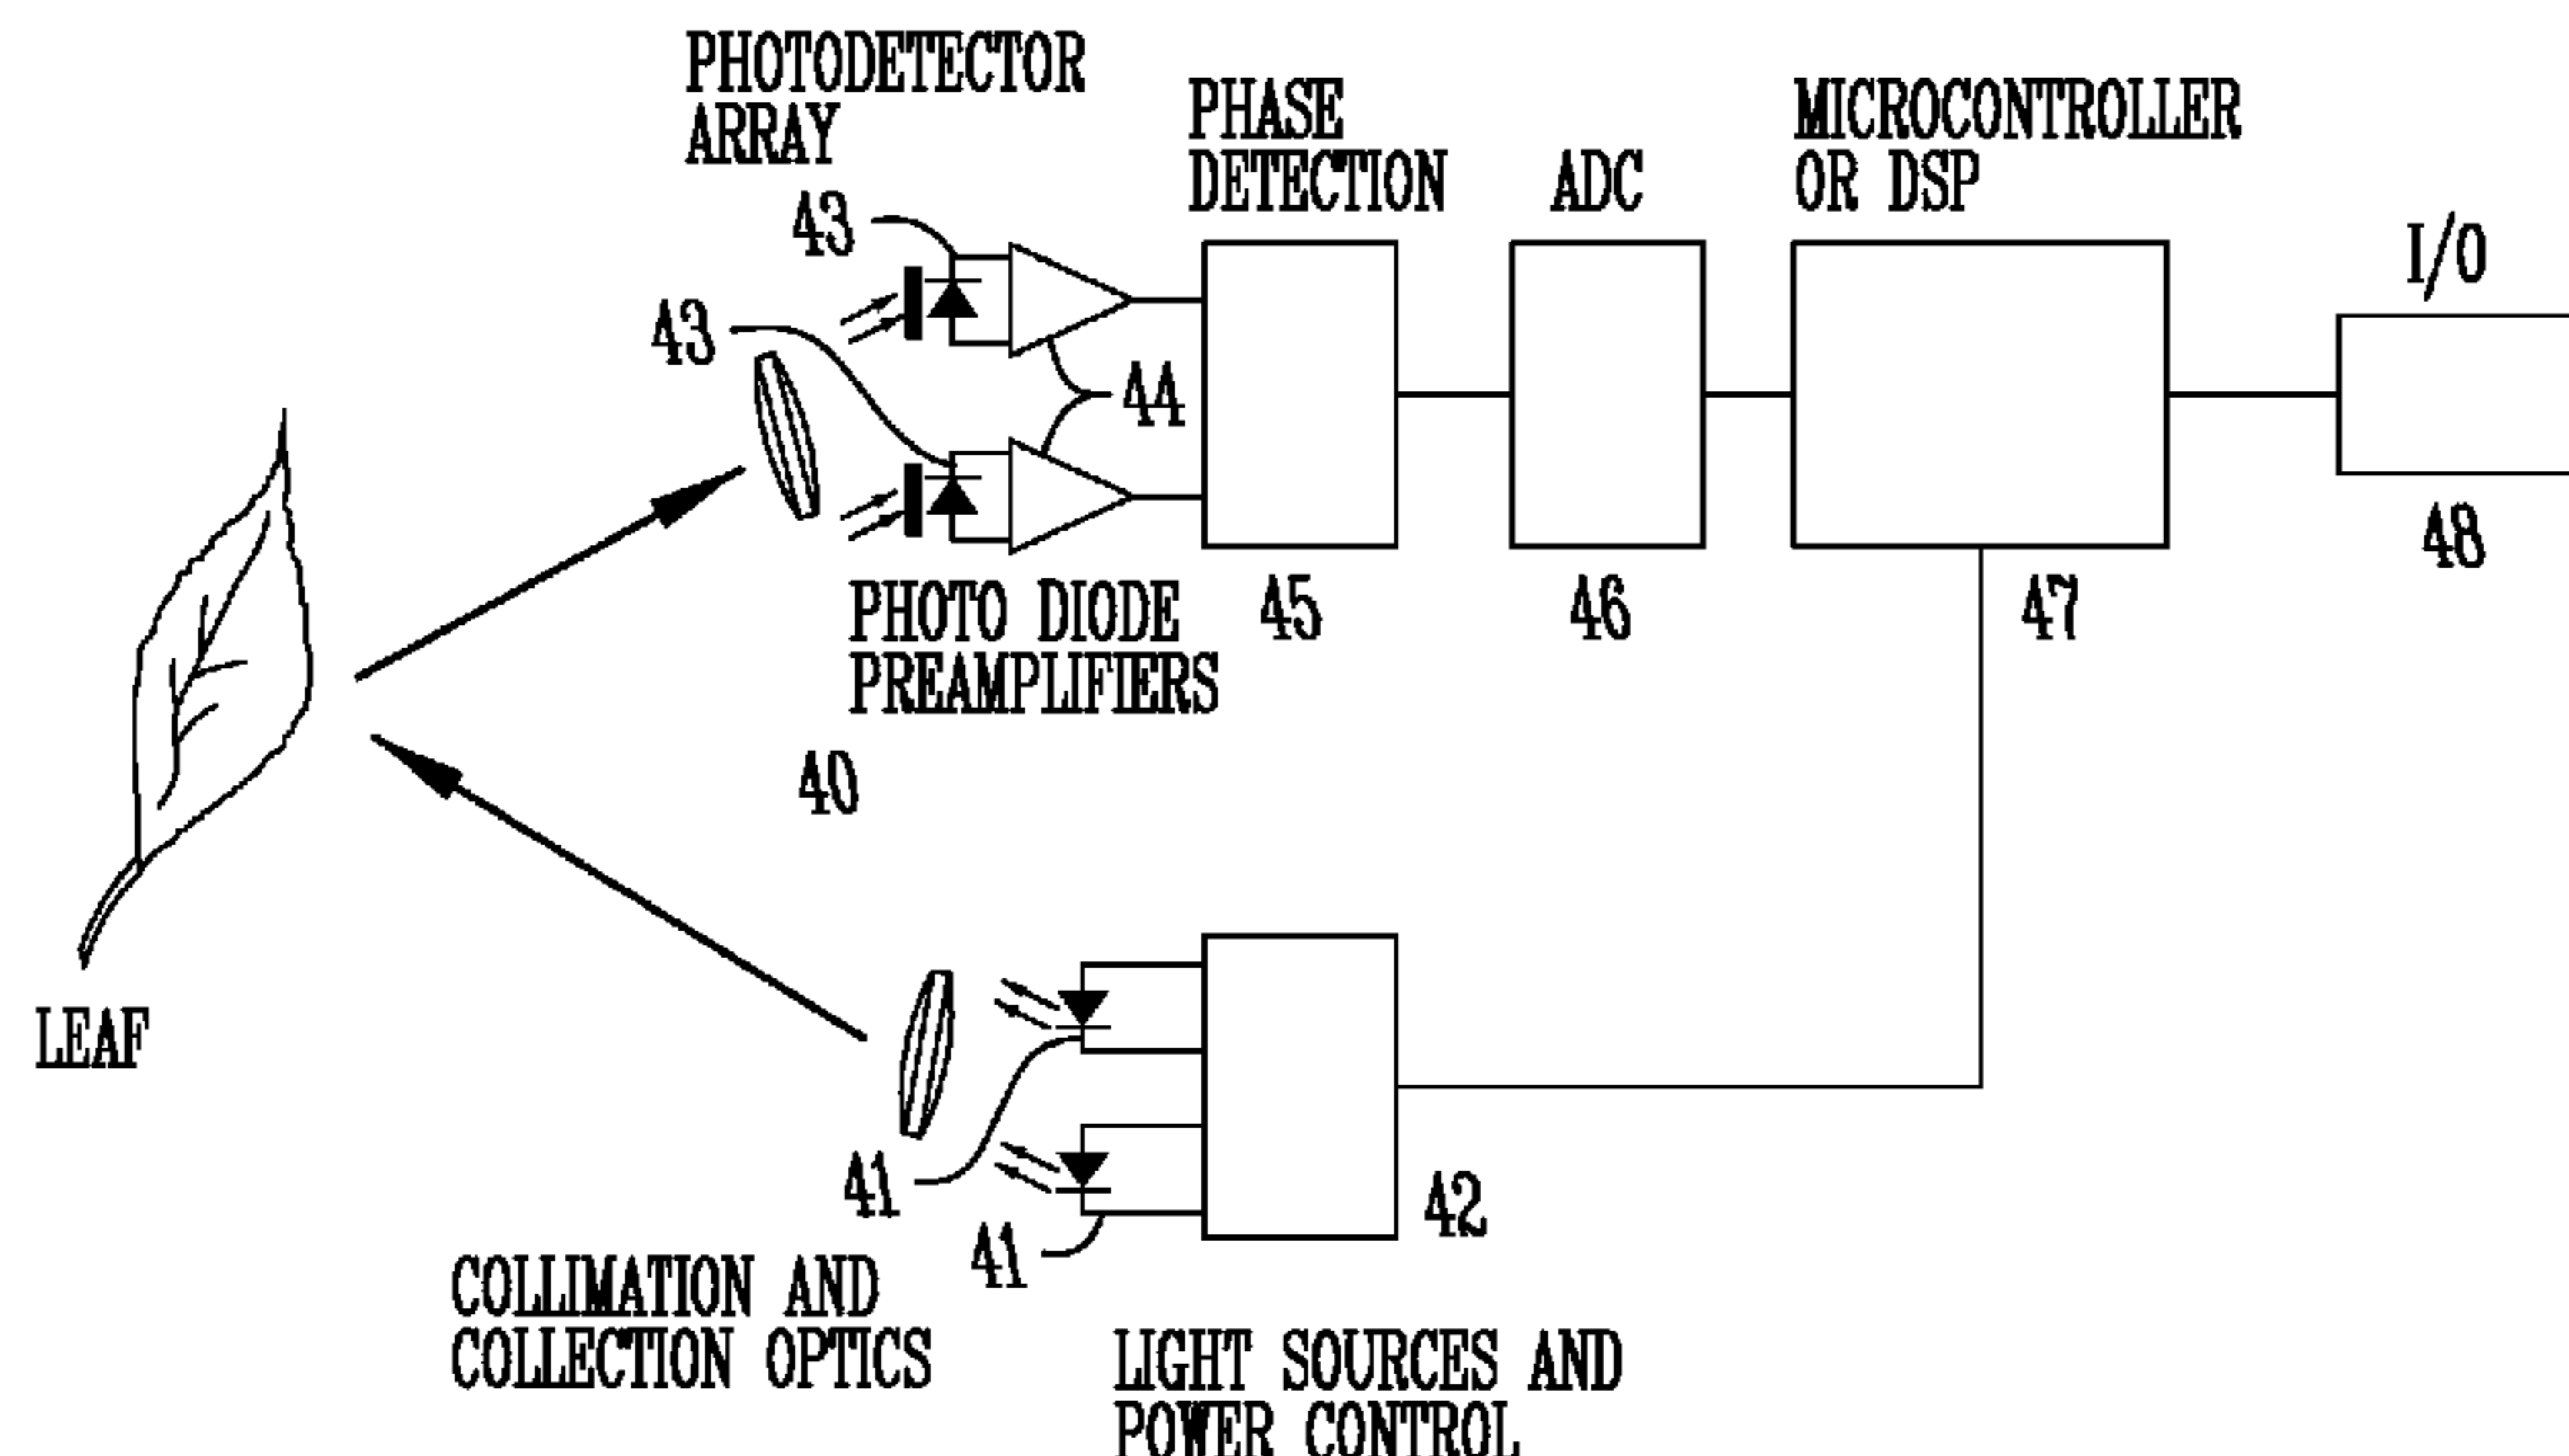 PHOTODETECTOR
ARRAY
PHASE
DETECTION
ADC
MICROCONTROLLER
OR DSP
I/O
43
43
44
45
46
47
48
PHOTO DIODE
PREAMPLIFIERS
40
LEAF
41
41
42
COLLIMATION AND
COLLECTION OPTICS
LIGHT SOURCES AND
POWER CONTROL